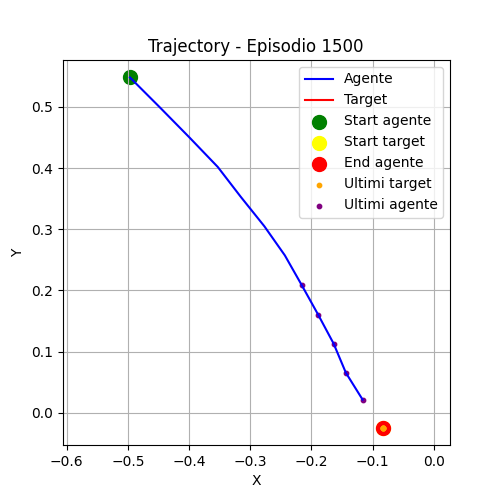 Trajectory - Episodio 1500
Agente
Target
Start agente
Start target
End agente
Ultimi target
Ultimi agente
Y
0.5
0.4
0.3
0.2
0.1
0.0
−0.6 −0.5 −0.4 −0.3 −0.2 −0.1 0.0
X